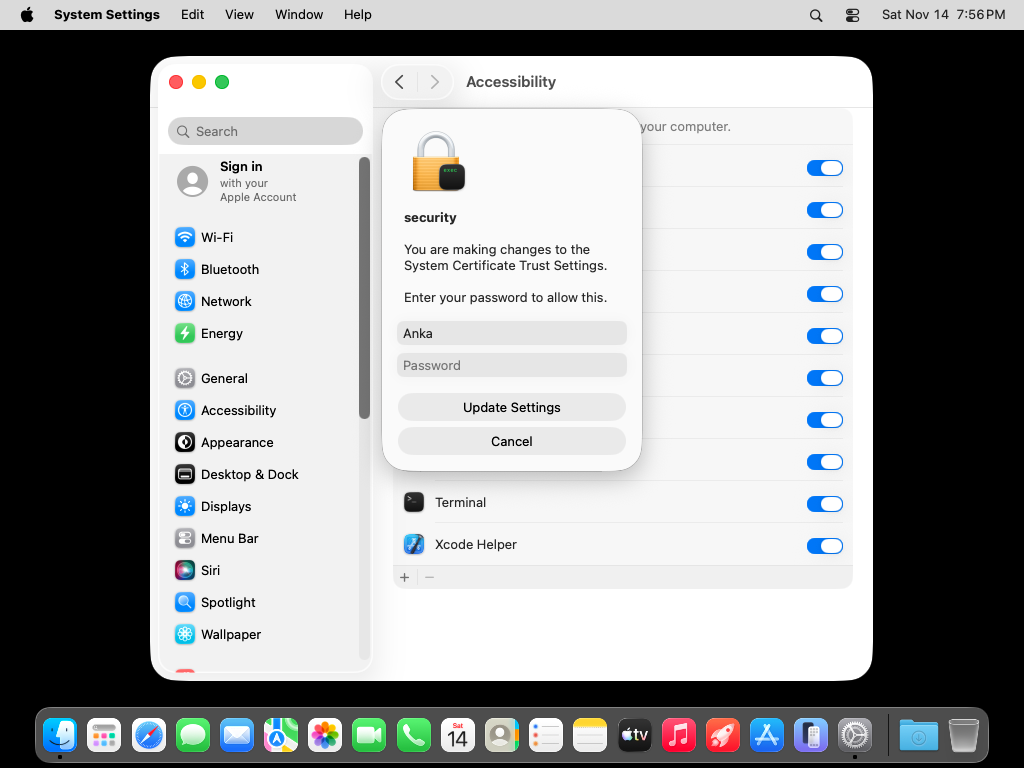 System Settings Edit View Window Help Sat Nov 14 7:56 PM
Accessibility
Search
Sign in
with your
Apple Account
Wi-Fi
Bluetooth
Network
Energy
General
Accessibility
Appearance
Desktop & Dock
Displays
Menu Bar
Siri
Spotlight
Wallpaper
your computer.
EXEC
security
You are making changes to the
System Certificate Trust Settings.
Enter your password to allow this.
Anka
Password
Update Settings
Cancel
Terminal
Xcode Helper
Sat
14
tv